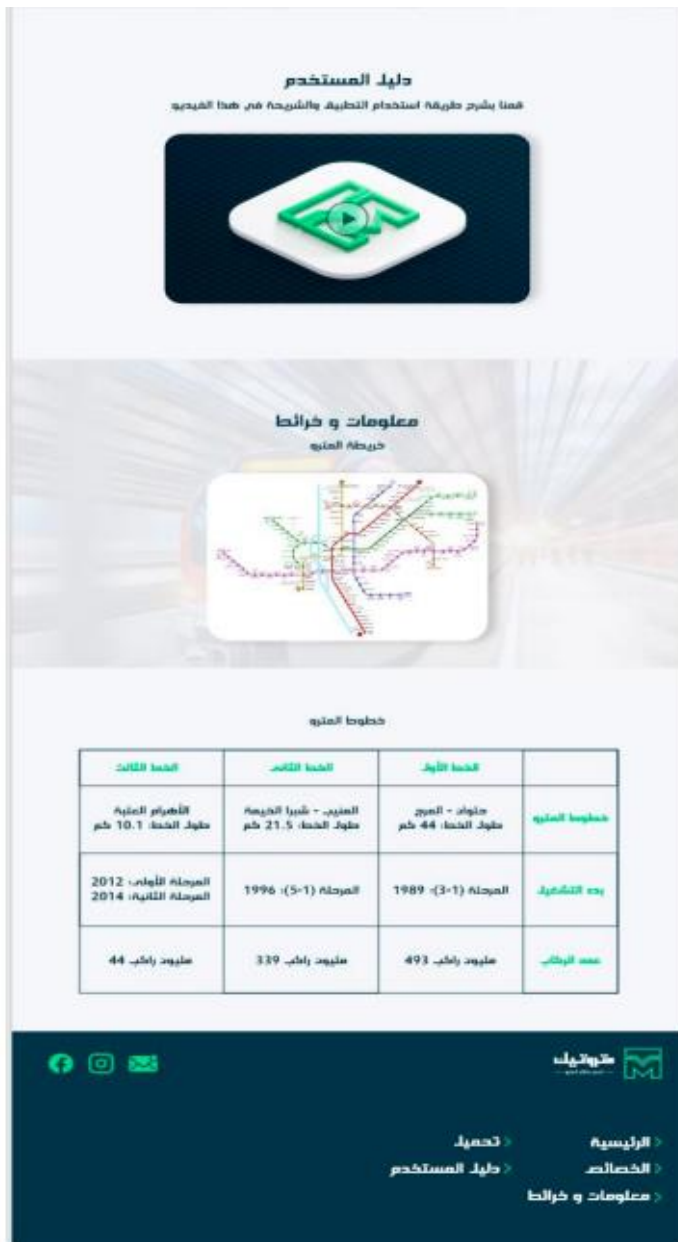 دليل المستخدم
قمنا بشرح طريقة استخدام التطبيق والشريحة في هذا الفيديو
معلومات و خرائط
خريطة المترو
خطوط المترو
الخط الأول
الخط الثاني
الخط الثالث
خطوط المترو
حلوان - المرج
طول الخط: 44 كم
المنيب - شبرا الخيمة
طول الخط: 21.5 كم
الأهرام العتبة
طول الخط: 10.1 كم
بدء التشغيل
المرحلة (1-3): 1989
المرحلة (1-5): 1996
المرحلة الأولى: 2012
المرحلة الثانية: 2014
عدد الركاب
مليون راكب 493
مليون راكب 339
مليون راكب 44
متروتيك
< الرئيسية
< تحميل
< الخصائص
< دليل المستخدم
< معلومات و خرائط